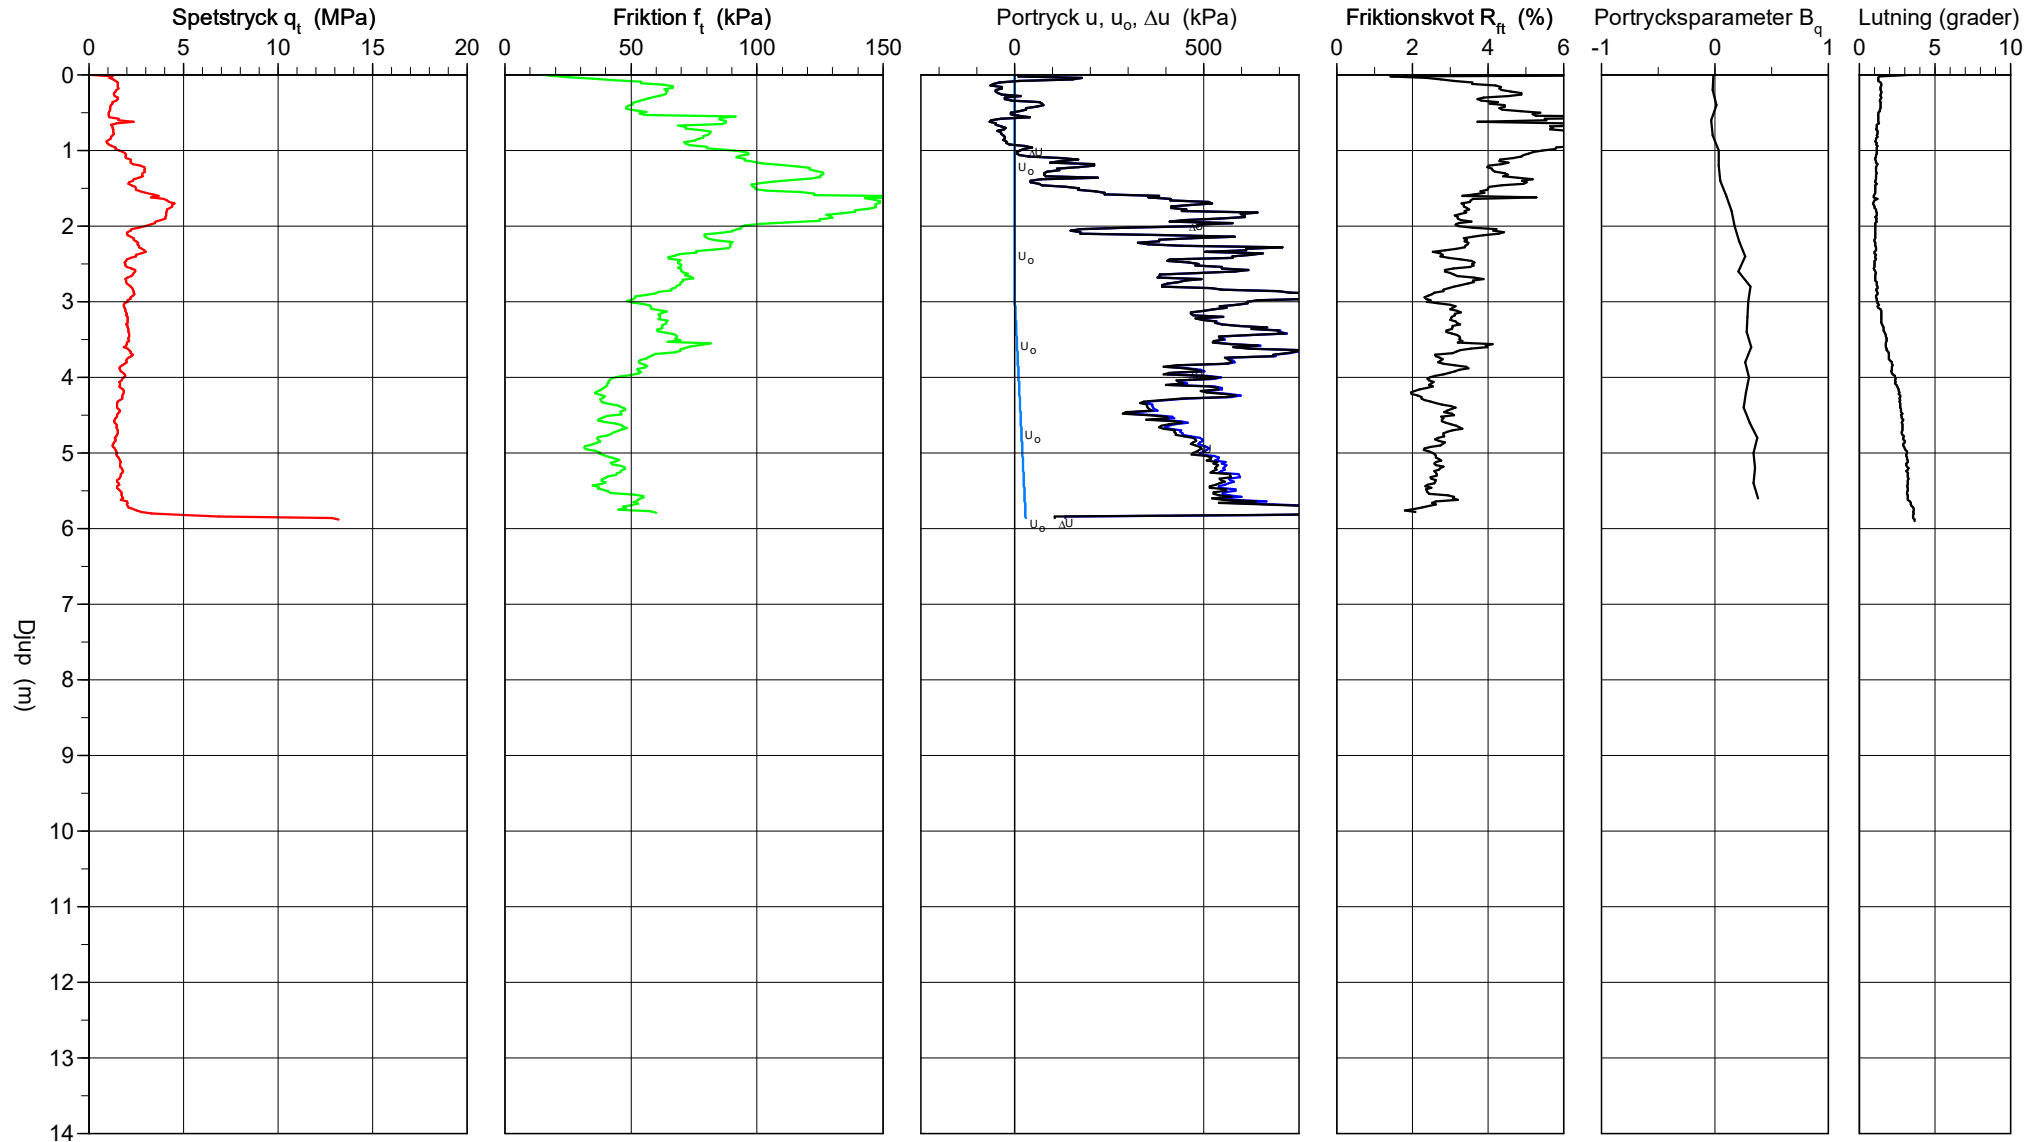 Spetstryck qt (MPa)
Friktion ft (kPa)
Portryck u, uo, Δu (kPa)
Friktionskvot Rft (%)
Portrycksparameter Bq
Lutning (grader)
0 5 10 15 20
0 50 100 150
0 500
0 2 4 6
-1 0 1
0 5 10
0
1
ΔU
Uo
2
ΔU
Uo
3
Uo
4
ΔU
Uo
5
6
Uo ΔU
7
Djup (m)
8
9
10
11
12
13
14